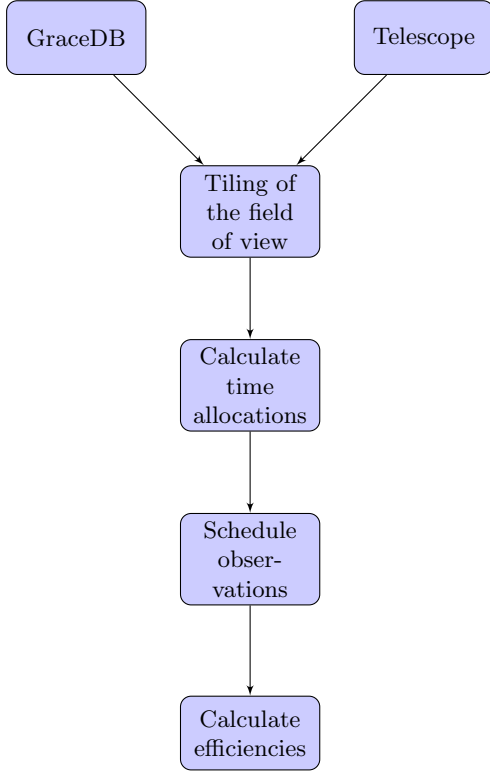 GraceDB
Telescope
Tiling of
the field
of view
Calculate
time
allocations
Schedule
obser-
vations
Calculate
efficiencies